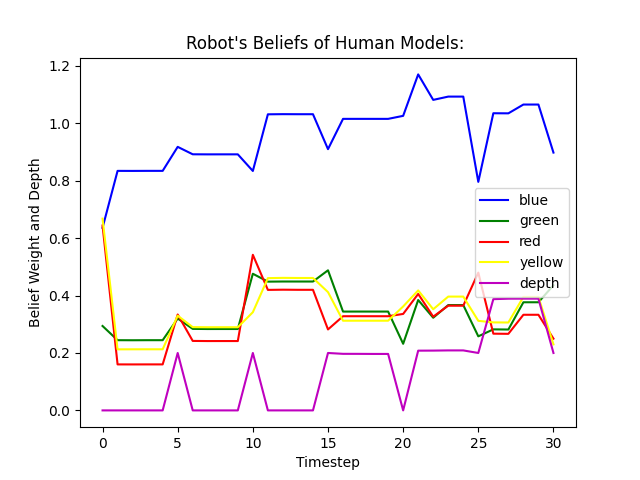 Robot's Beliefs of Human Models:
Belief Weight and Depth
1.2
1.0
0.8
0.6
0.4
0.2
0.0
blue
green
red
yellow
depth
0 5 10 15 20 25 30
Timestep